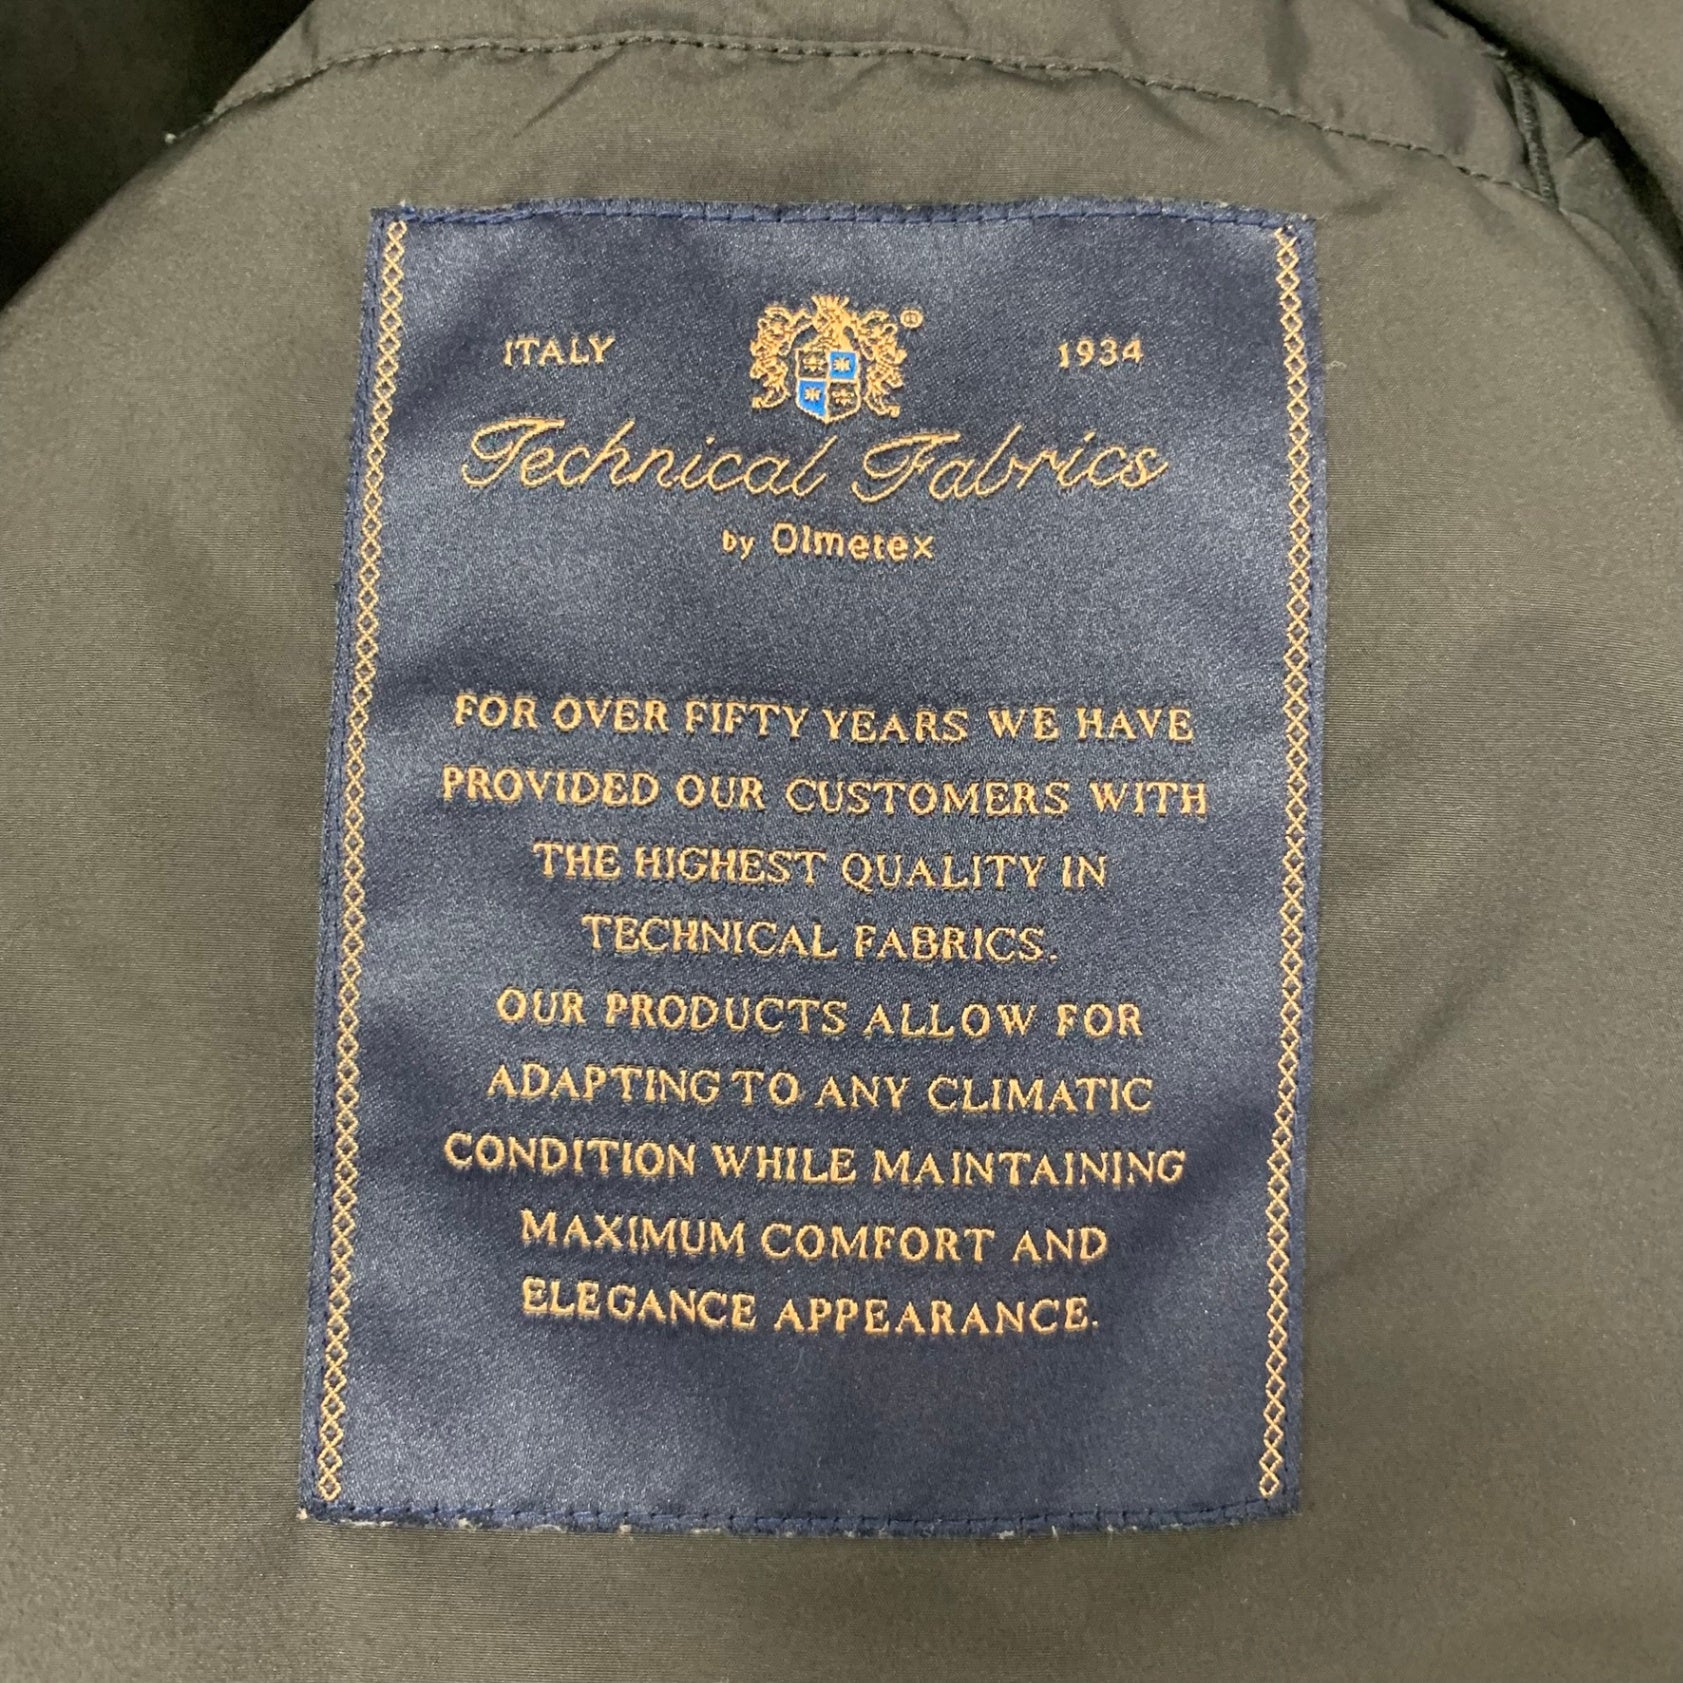 ITALY 1934
Technical Fabrics
by Olmetex
FOR OVER FIFTY YEARS WE HAVE
PROVIDED OUR CUSTOMERS WITH
THE HIGHEST QUALITY IN
TECHNICAL FABRICS.
OUR PRODUCTS ALLOW FOR
ADAPTING TO ANY CLIMATIC
CONDITION WHILE MAINTAINING
MAXIMUM COMFORT AND
ELEGANCE APPEARANCE.